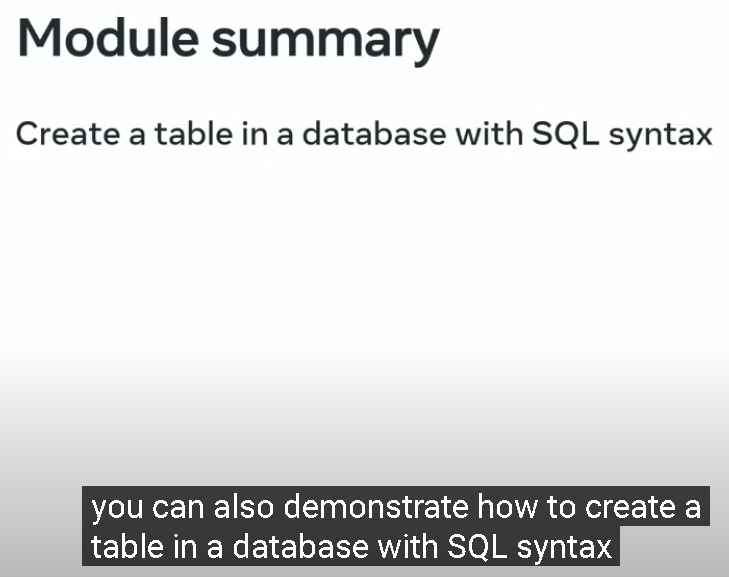 Module summary
Create a table in a database with SQL syntax
you can also demonstrate how to create a
table in a database with SQL syntax